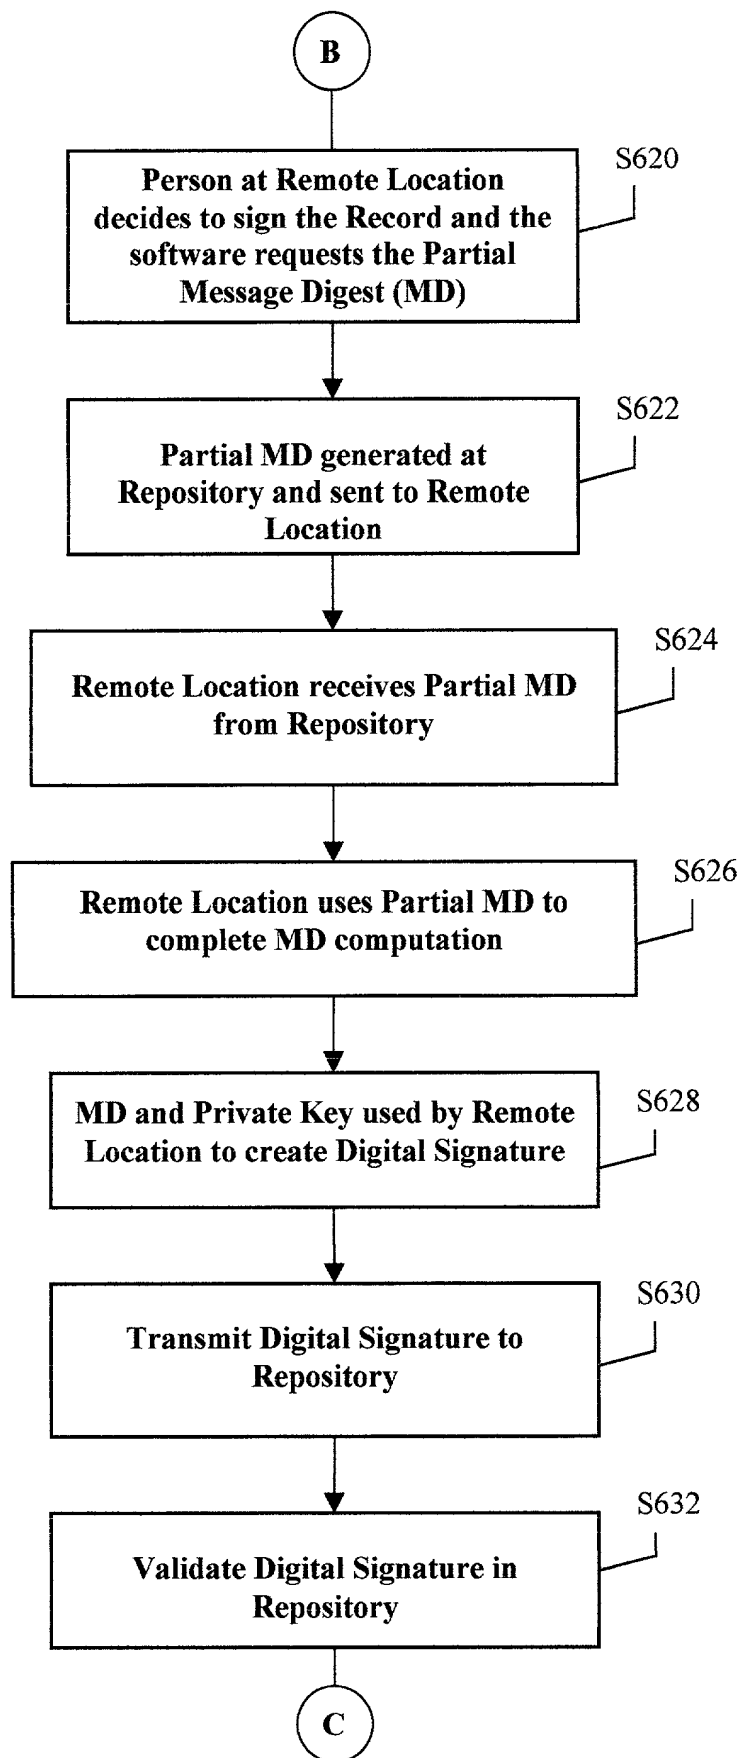 B
S620
Person at Remote Location
decides to sign the Record and the
software requests the Partial
Message Digest (MD)
S622
Partial MD generated at
Repository and sent to Remote
Location
S624
Remote Location receives Partial MD
from Repository
S626
Remote Location uses Partial MD to
complete MD computation
S628
MD and Private Key used by Remote
Location to create Digital Signature
S630
Transmit Digital Signature to
Repository
S632
Validate Digital Signature in
Repository
C